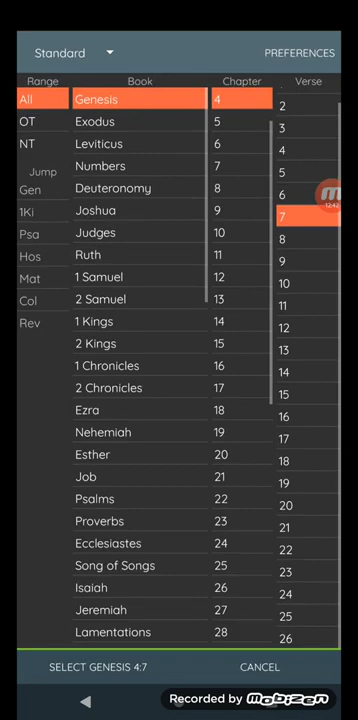 Standard PREFERENCES
Range Book Chapter Verse
All Genesis 4 2
OT Exodus 5 3
NT Leviticus 6 4
Jump Numbers 7 5
Gen Deuteronomy 8 6
1Ki Joshua 9 7
12:42
Psa Judges 10 8
Hos Ruth 11 9
Mat 1 Samuel 12 10
Col 2 Samuel 13 11
Rev 1 Kings 14 12
2 Kings 15 13
1 Chronicles 16 14
2 Chronicles 17 15
Ezra 18 16
Nehemiah 19 17
Esther 20 18
Job 21 19
Psalms 22 20
Proverbs 23 21
Ecclesiastes 24 22
Song of Songs 25 23
Isaiah 26 24
Jeremiah 27 25
Lamentations 28 26
SELECT GENESIS 4:7 CANCEL
Recorded by mobizen